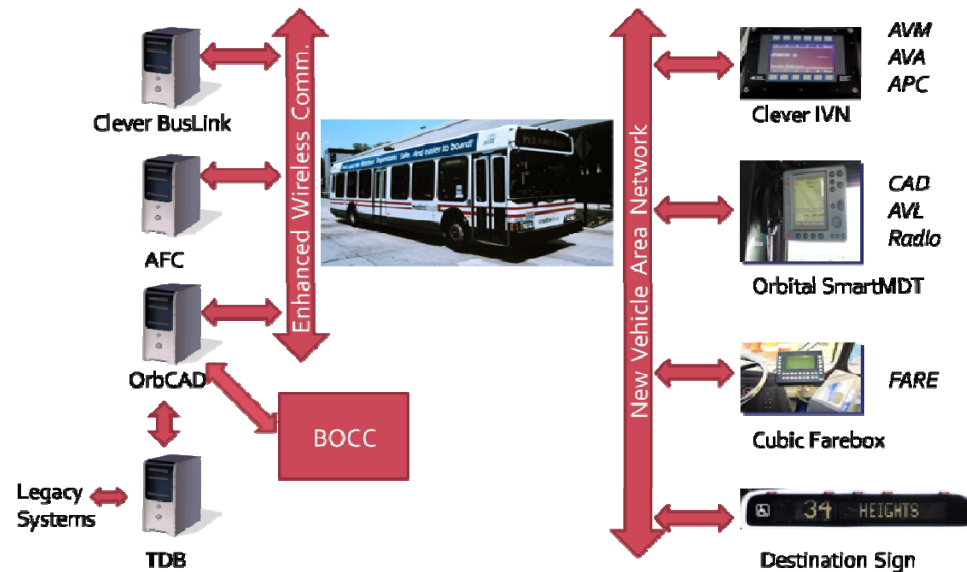 Clever BusLink
AFC
OrbCAD
TDB
Legacy
Systems
BOCC
Enhanced Wireless Comm.
New Vehicle Area Network
Clever IVN
AVM
AVA
APC
Orbital SmartMDT
CAD
AVL
Radio
Cubic Farebox
FARE
34 HEIGHTS
Destination Sign